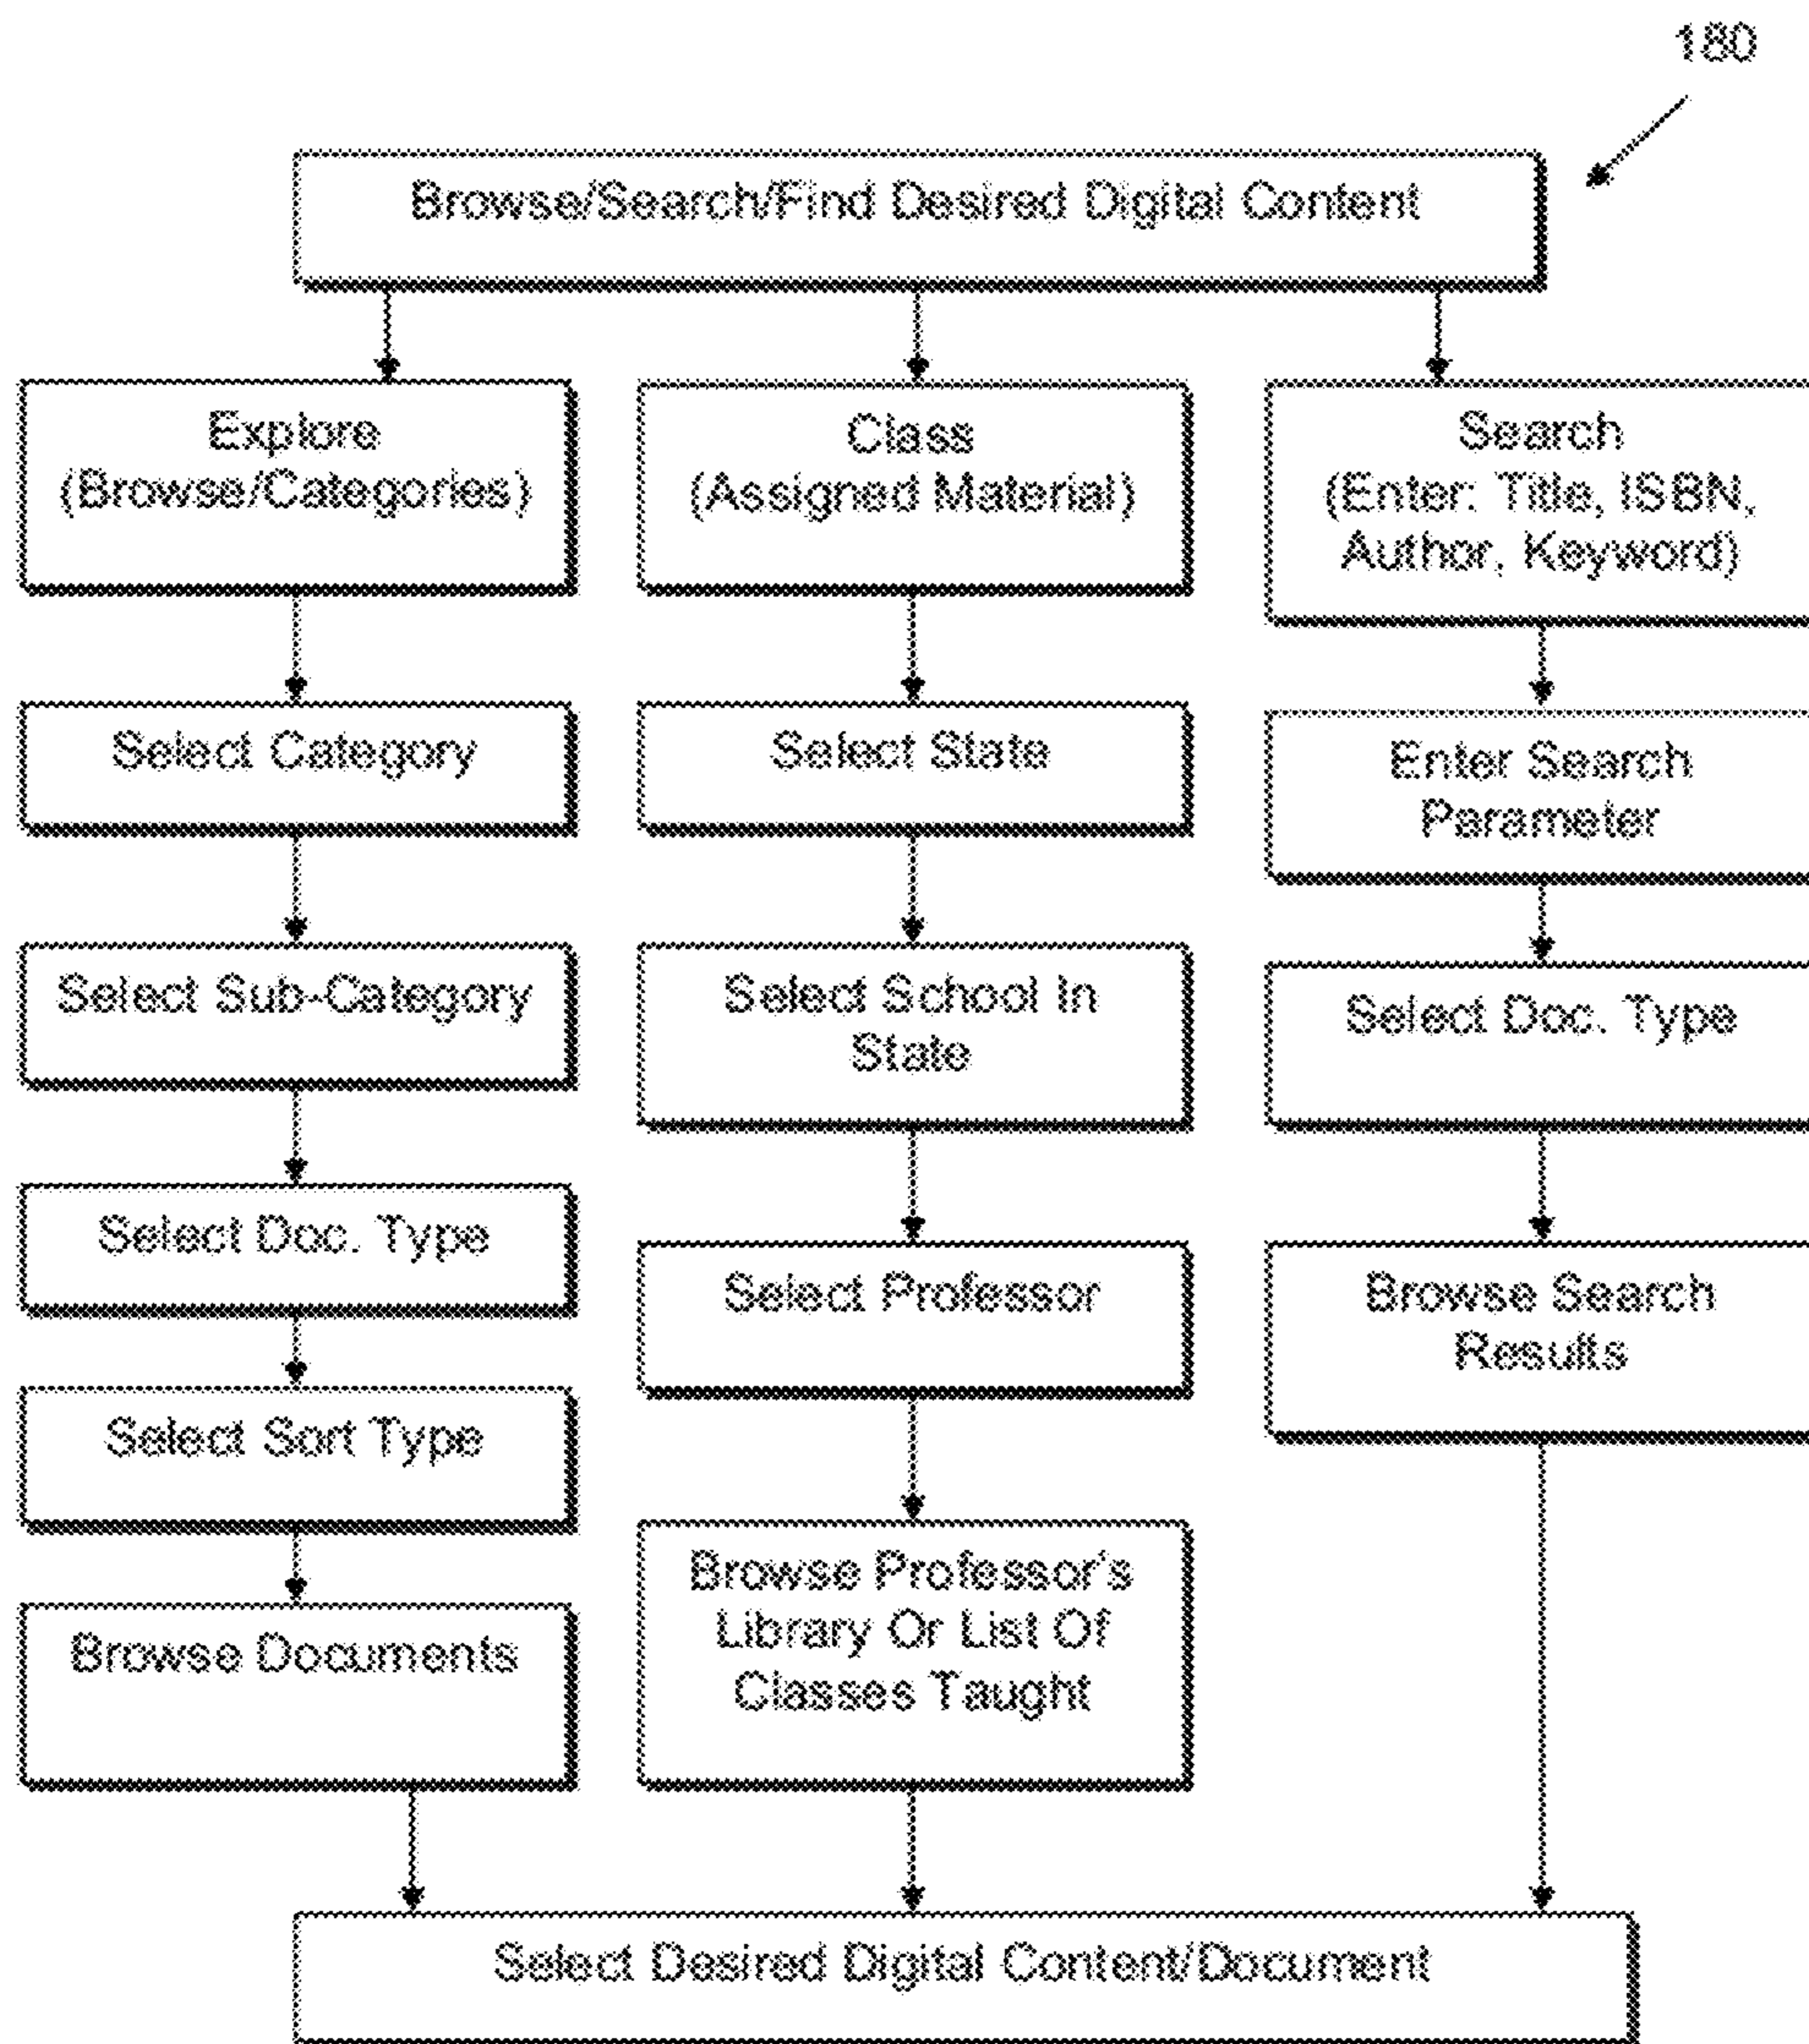 180
Browse/Search/Find Desired Digital Content
Explore
(Browse/Categories)
Class
(Assigned Material)
Search
(Enter: Title, ISBN,
Author, Keyword)
Select Category
Select State
Enter Search
Parameter
Select Sub-Category
Select School In
State
Select Doc. Type
Select Doc. Type
Select Professor
Browse Search
Results
Select Sort Type
Browse Documents
Browse Professor's
Library Or List Of
Classes Taught
Select Desired Digital Content/Document